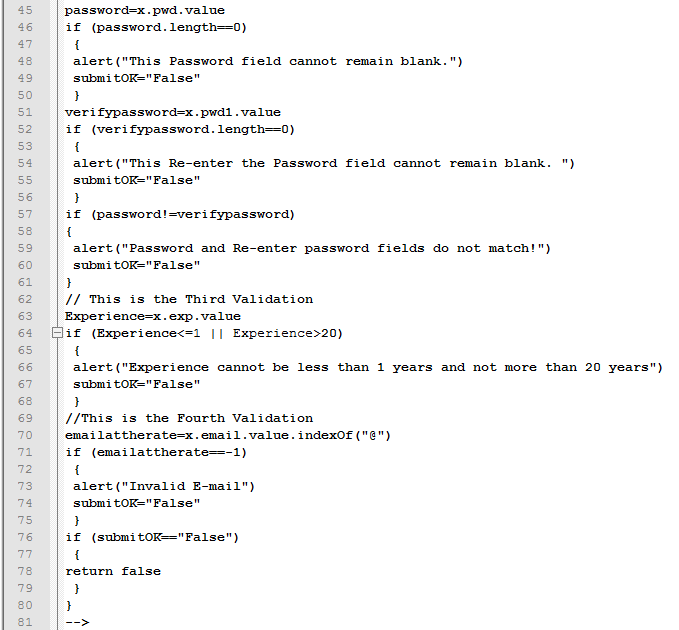 45 password=x.pwd.value
46 if (password.length==0)
47 {
48 alert("This Password field cannot remain blank.")
49 submitOK="False"
50 }
51 verifypassword=x.pwd1.value
52 if (verifypassword.length==0)
53 {
54 alert("This Re-enter the Password field cannot remain blank. ")
55 submitOK="False"
56 }
57 if (password!=verifypassword)
58 {
59 alert("Password and Re-enter password fields do not match!")
60 submitOK="False"
61 }
62 // This is the Third Validation
63 Experience=x.exp.value
64 if (Experience<=1 || Experience>20)
65 {
66 alert("Experience cannot be less than 1 years and not more than 20 years")
67 submitOK="False"
68 }
69 //This is the Fourth Validation
70 emailattherate=x.email.value.indexOf("@")
71 if (emailattherate==-1)
72 {
73 alert("Invalid E-mail")
74 submitOK="False"
75 }
76 if (submitOK=="False")
77 {
78 return false
79 }
80 }
81 -->